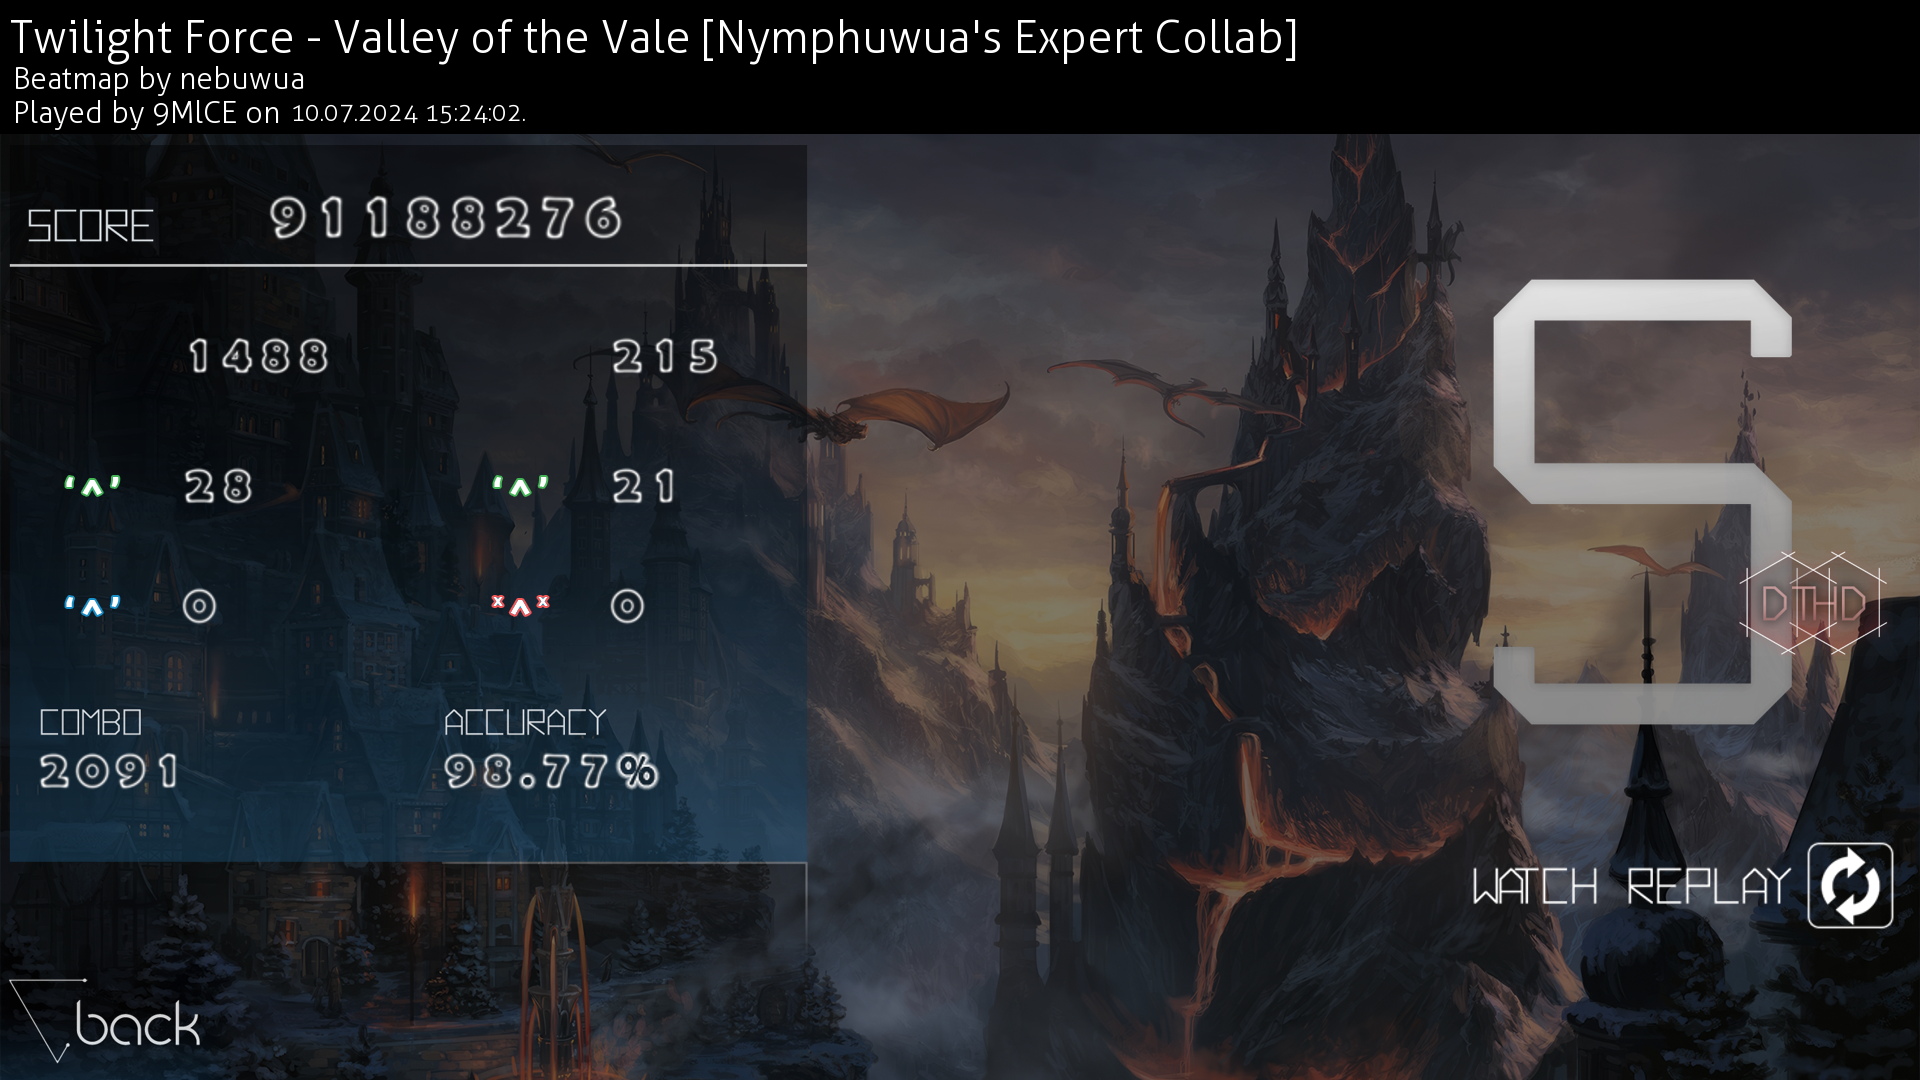 Twilight Force - Valley of the Vale [Nymphuwua's Expert Collab]
Beatmap by nebuwua
Played by 9MlCE on 10.07.2024 15:24:02.
SCORE 91188276
1488 215
‘^’ 28 ‘^’ 21
‘^’ 0 x^x 0
COMBO ACCURACY
2091 98.77%
DT HD
WATCH REPLAY
back